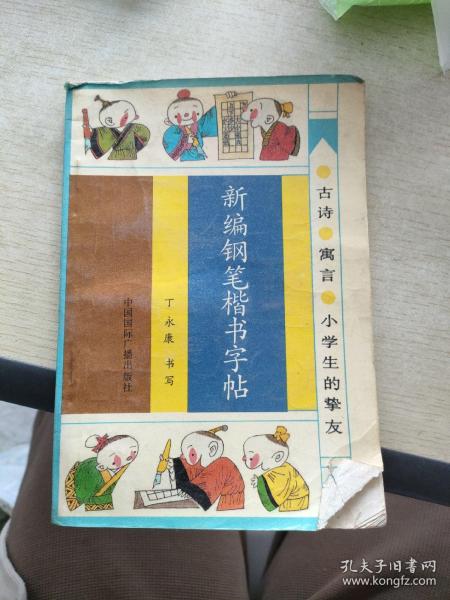 新编钢笔楷书字帖
丁永康 书写
中国国际广播出版社
古诗 寓言 小学生的挚友
孔夫子旧书网
www.kongfz.com